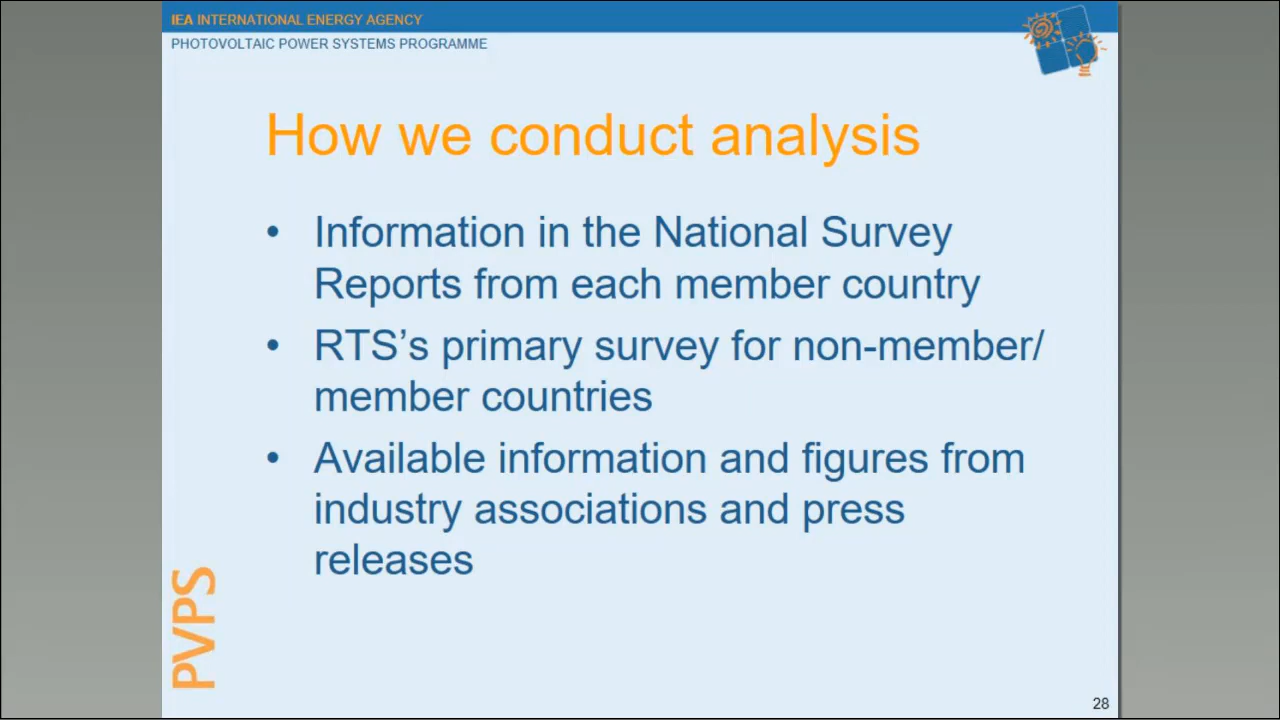 IEA INTERNATIONAL ENERGY AGENCY
PHOTOVOLTAIC POWER SYSTEMS PROGRAMME
How we conduct analysis
• Information in the National Survey
Reports from each member country
• RTS’s primary survey for non-member/
member countries
• Available information and figures from
industry associations and press
releases
PVPS
28